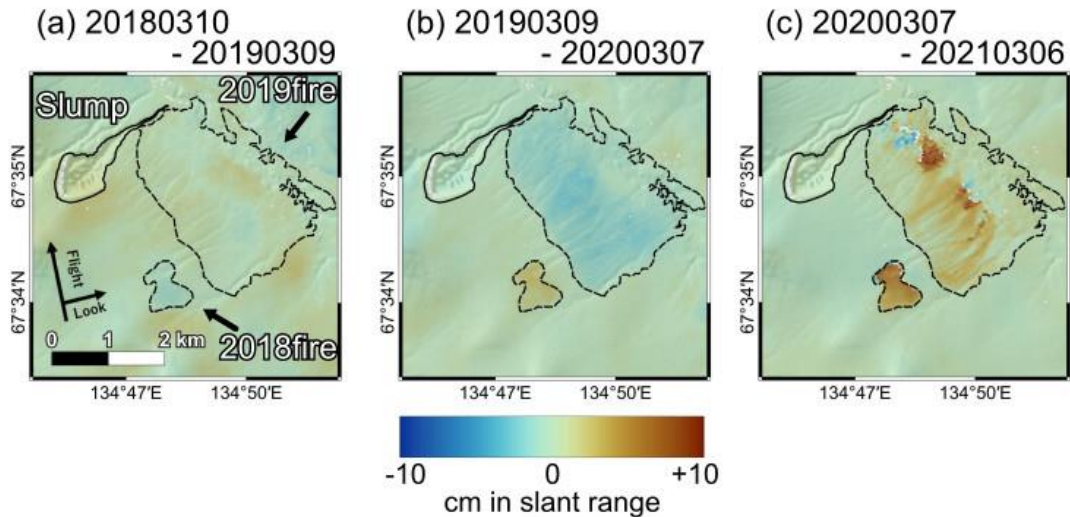 (a) 20180310
- 20190309
(b) 20190309
- 20200307
(c) 20200307
- 20210306
Slump
2019fire
67°35′N
67°34′N
Flight
Look
0 1 2 km
2018fire
134°47′E 134°50′E
67°35′N
67°34′N
134°47′E 134°50′E
67°35′N
67°34′N
134°47′E 134°50′E
-10 0 +10
cm in slant range